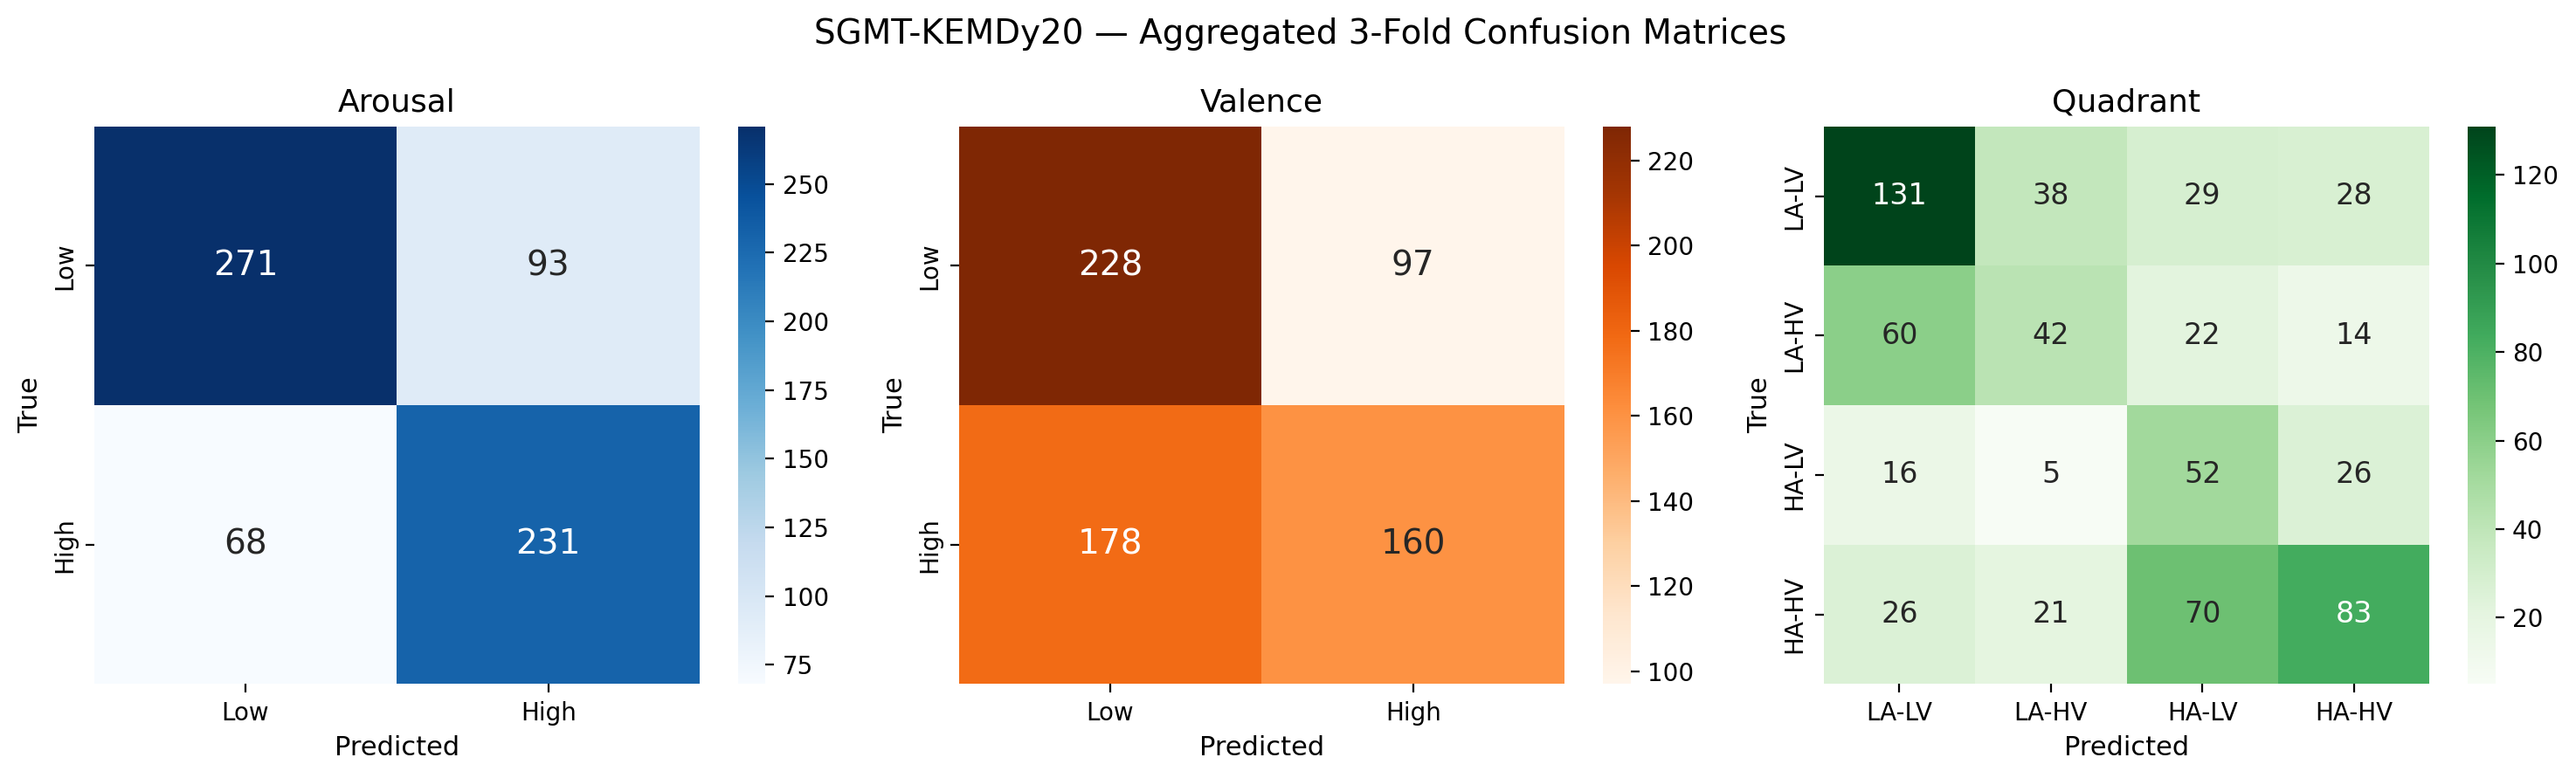 SGMT-KEMDy20 — Aggregated 3-Fold Confusion Matrices
Arousal
Low
High
True
271
93
68
231
Low
High
Predicted
250
225
200
175
150
125
100
75
Valence
Low
High
True
228
97
178
160
Low
High
Predicted
220
200
180
160
140
120
100
Quadrant
LA-LV
LA-HV
HA-LV
HA-HV
True
131 38 29 28
60 42 22 14
16 5 52 26
26 21 70 83
LA-LV LA-HV HA-LV HA-HV
Predicted
120
100
80
60
40
20